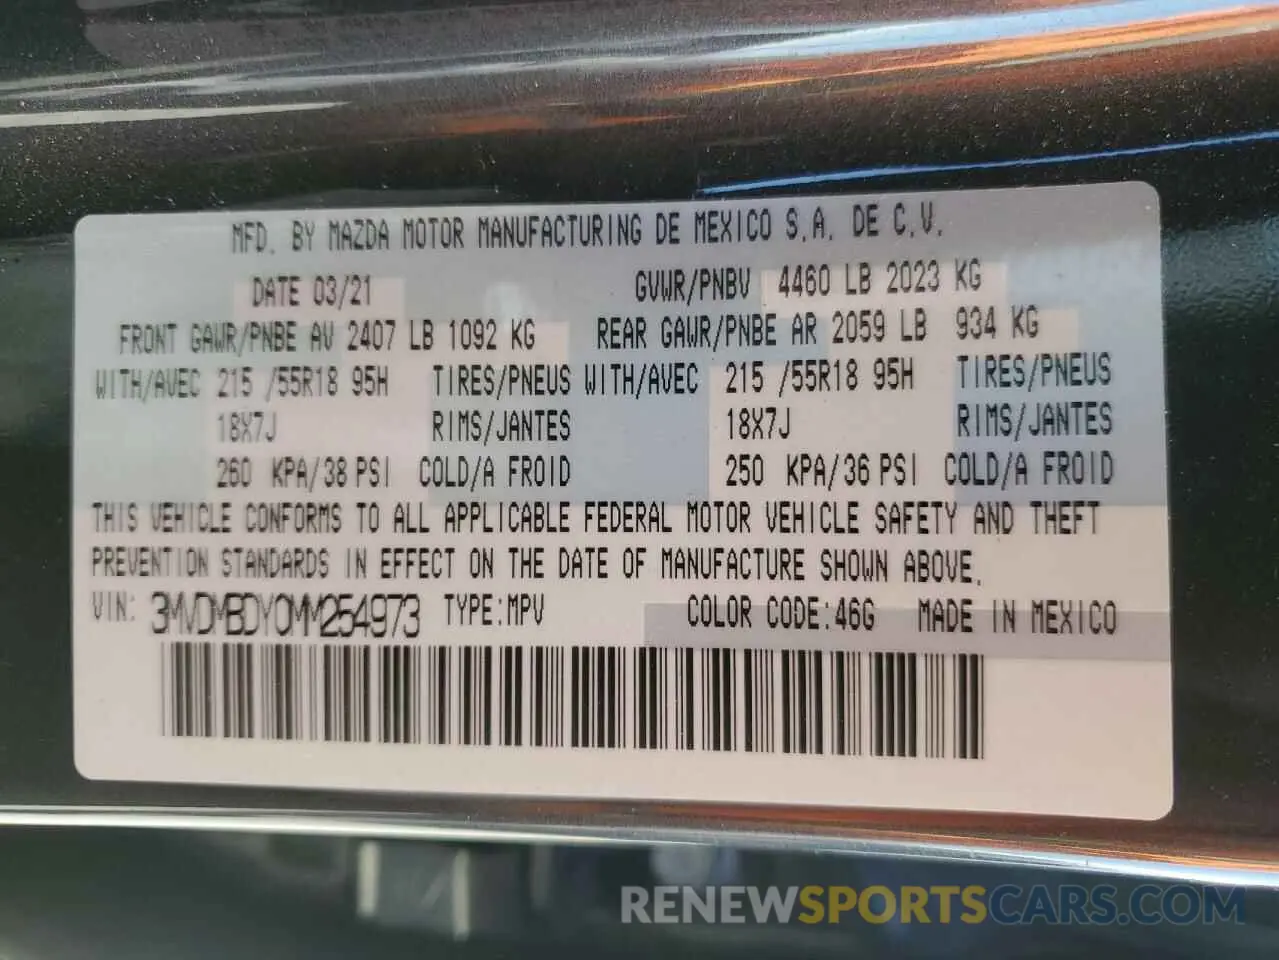 MFD. BY MAZDA MOTOR MANUFACTURING DE MEXICO S.A. DE C.V.
DATE 03/21 GVWR/PNBV 4460 LB 2023 KG
FRONT GAWR/PNBE AV 2407 LB 1092 KG REAR GAWR/PNBE AR 2059 LB 934 KG
WITH/AVEC 215 /55R18 95H TIRES/PNEUS WITH/AVEC 215 /55R18 95H TIRES/PNEUS
18X7J RIMS/JANTES 18X7J RIMS/JANTES
260 KPA/38 PSI COLD/A FROID 250 KPA/36 PSI COLD/A FROID
THIS VEHICLE CONFORMS TO ALL APPLICABLE FEDERAL MOTOR VEHICLE SAFETY AND THEFT
PREVENTION STANDARDS IN EFFECT ON THE DATE OF MANUFACTURE SHOWN ABOVE.
VIN: 3MVDMBDY0MM254973 TYPE:MPV COLOR CODE:46G MADE IN MEXICO
RENEWSPORTSCARS.COM